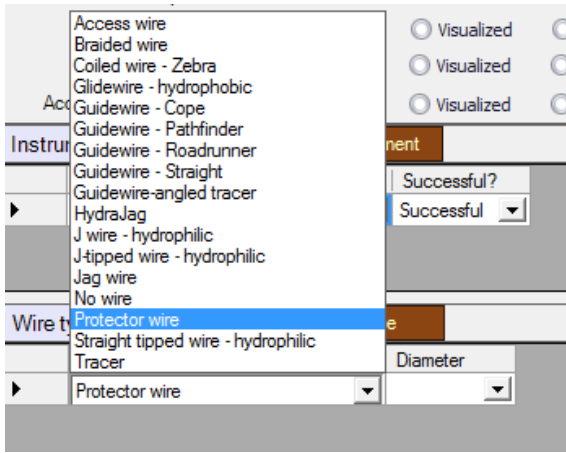 Access wire
Braided wire
Visualized
Coiled wire - Zebra
Visualized
Glidewire - hydrophobic
Acc
Guidewire - Cope
Visualized
Guidewire - Pathfinder
Instrur
Guidewire - Roadrunner
ment
Guidewire - Straight
Successful?
Guidewire-angled tracer
HydraJag
Successful
J wire - hydrophilic
J-tipped wire - hydrophilic
Jag wire
No wire
Wire ty
Protector wire
e
Straight tipped wire - hydrophilic
Tracer
Diameter
Protector wire